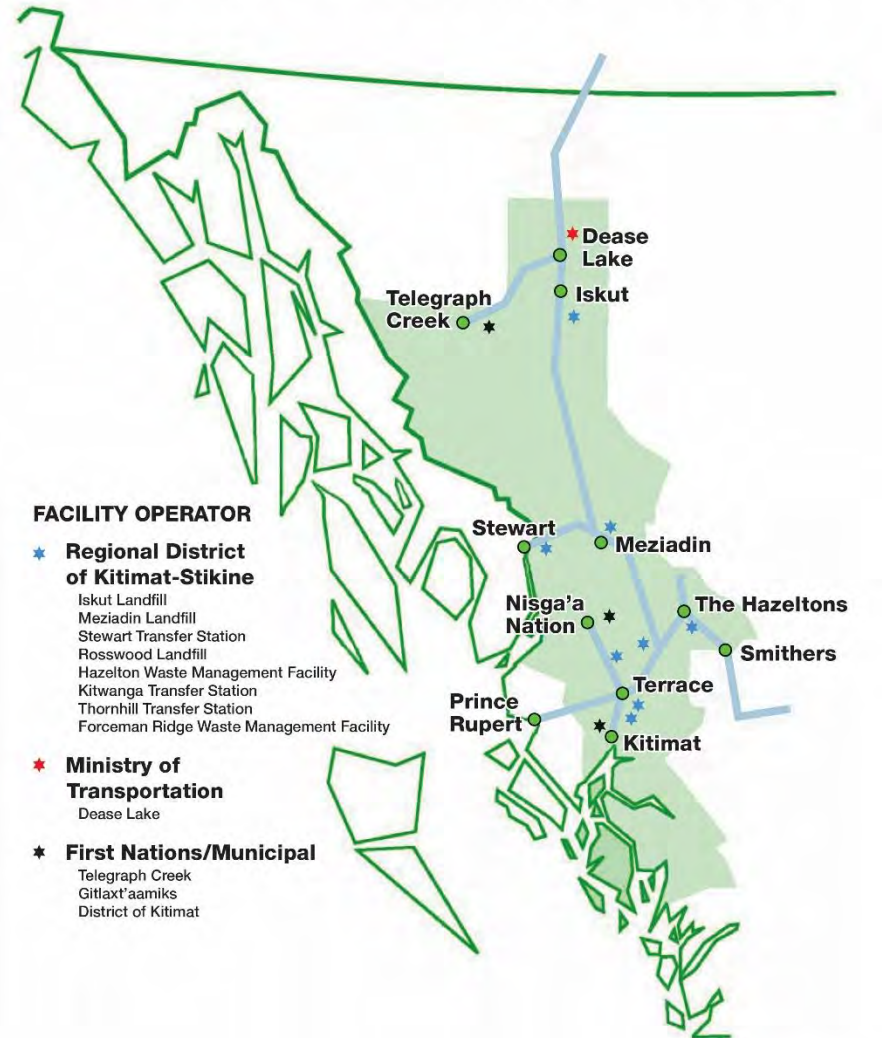 Dease
Lake
Iskut
Telegraph
Creek
Stewart
Meziadin
Nisga'a
Nation
The Hazeltons
Smithers
Terrace
Prince
Rupert
Kitimat
FACILITY OPERATOR
Regional District
of Kitimat-Stikine
Iskut Landfill
Meziadin Landfill
Stewart Transfer Station
Rosswood Landfill
Hazelton Waste Management Facility
Kitwanga Transfer Station
Thornhill Transfer Station
Forceman Ridge Waste Management Facility
Ministry of
Transportation
Dease Lake
First Nations/Municipal
Telegraph Creek
Gitlaxt'aamiks
District of Kitimat